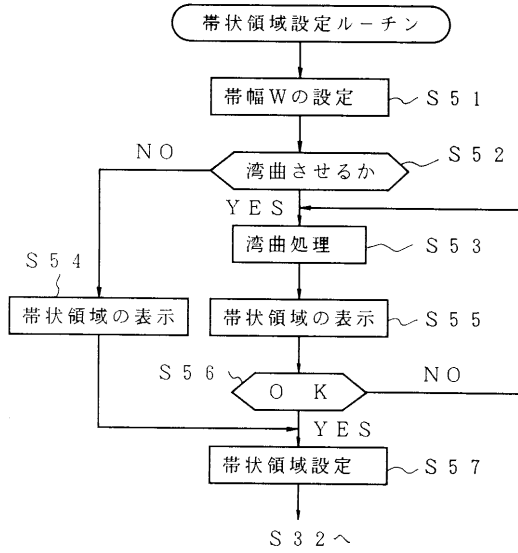 帯状領域設定ルーチン
帯幅Wの設定
S51
湾曲させるか
S52
NO
YES
湾曲処理
S53
S54
帯状領域の表示
帯状領域の表示
S55
S56
OK
NO
YES
帯状領域設定
S57
S32へ